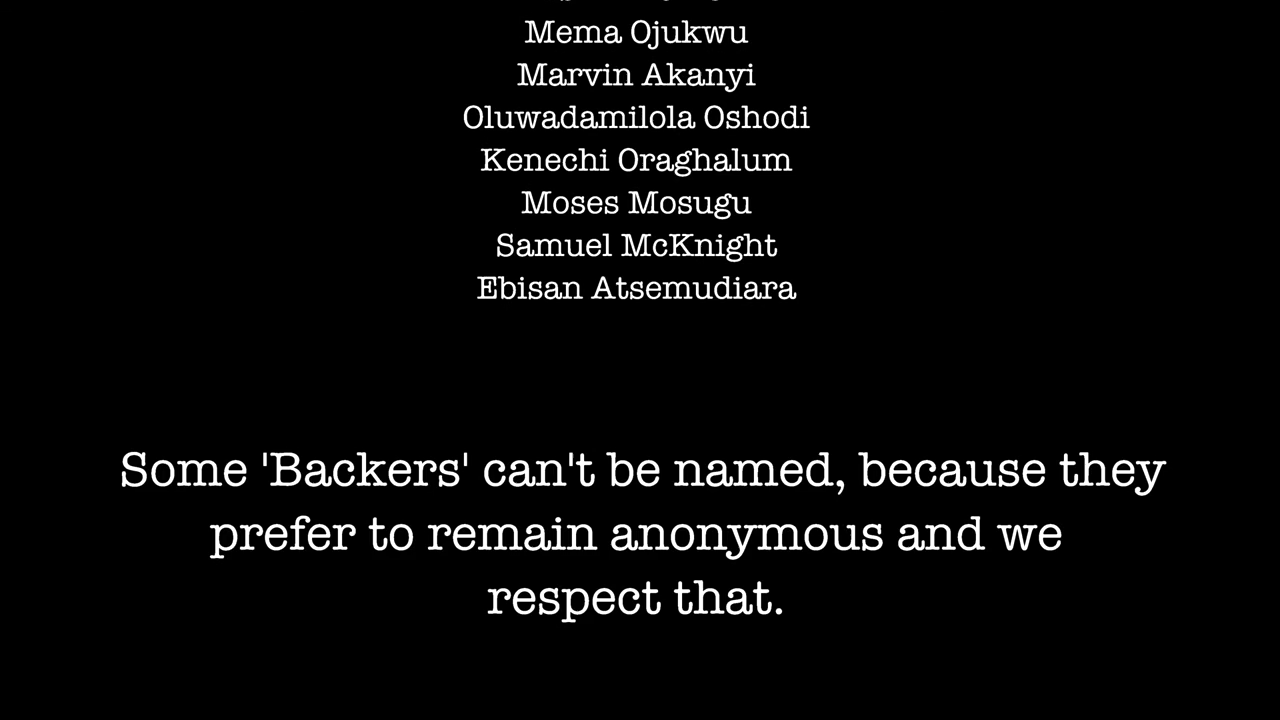 Mema Ojukwu
Marvin Akanyi
Oluwadamilola Oshodi
Kenechi Oraghalum
Moses Mosugu
Samuel McKnight
Ebisan Atsemudiara
Some 'Backers' can't be named, because they
prefer to remain anonymous and we
respect that.